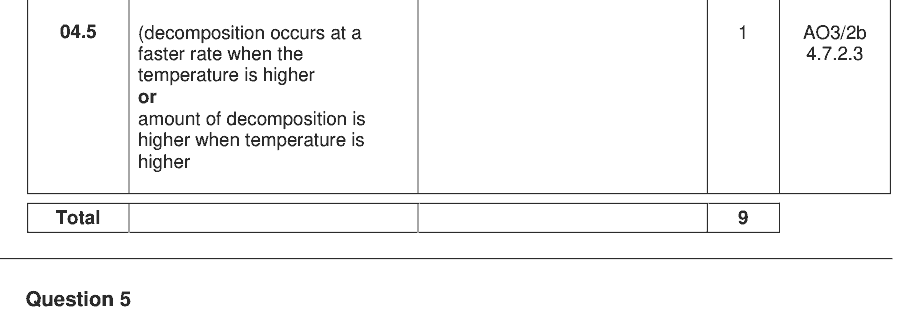 04.5
(decomposition occurs at a
faster rate when the
temperature is higher
or
amount of decomposition is
higher when temperature is
higher
1
AO3/2b
4.7.2.3
Total
9
Question 5